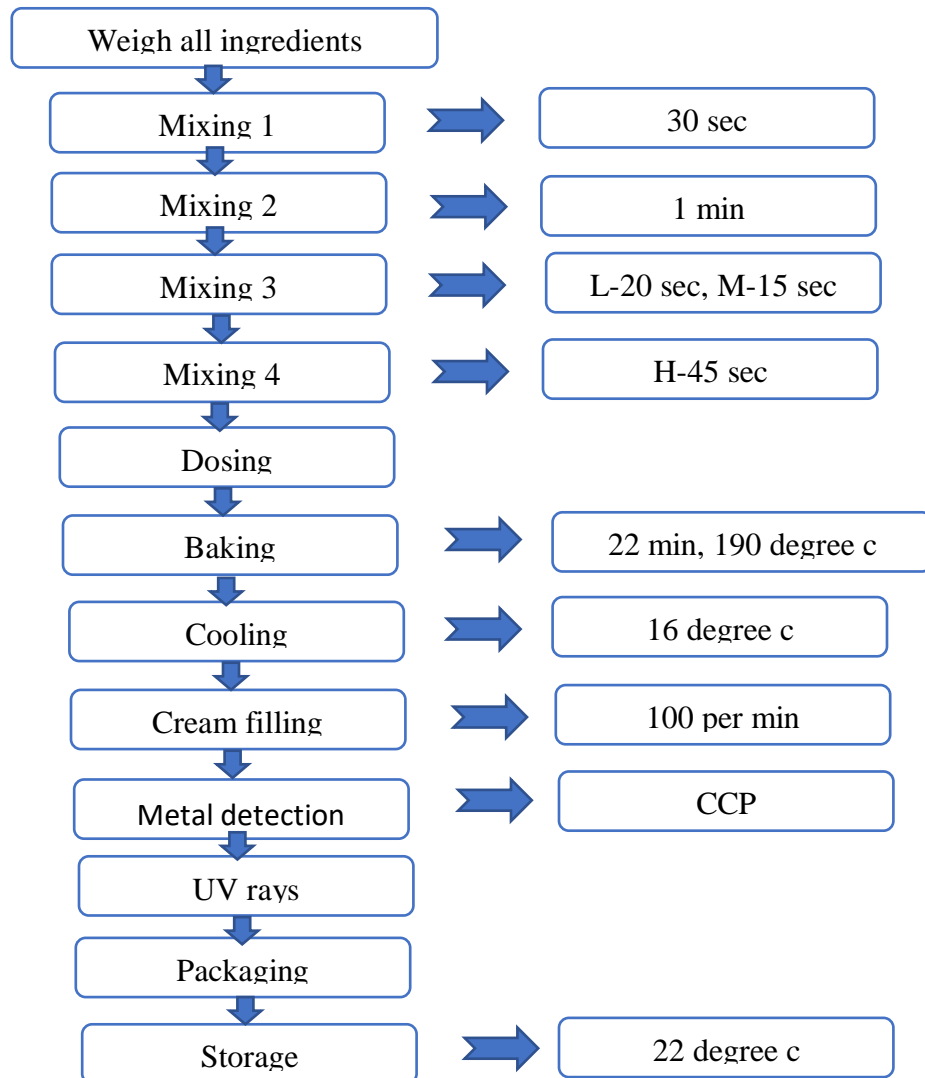 Weigh all ingredients
Mixing 1
30 sec
Mixing 2
1 min
Mixing 3
L-20 sec, M-15 sec
Mixing 4
H-45 sec
Dosing
Baking
22 min, 190 degree c
Cooling
16 degree c
Cream filling
100 per min
Metal detection
CCP
UV rays
Packaging
Storage
22 degree c